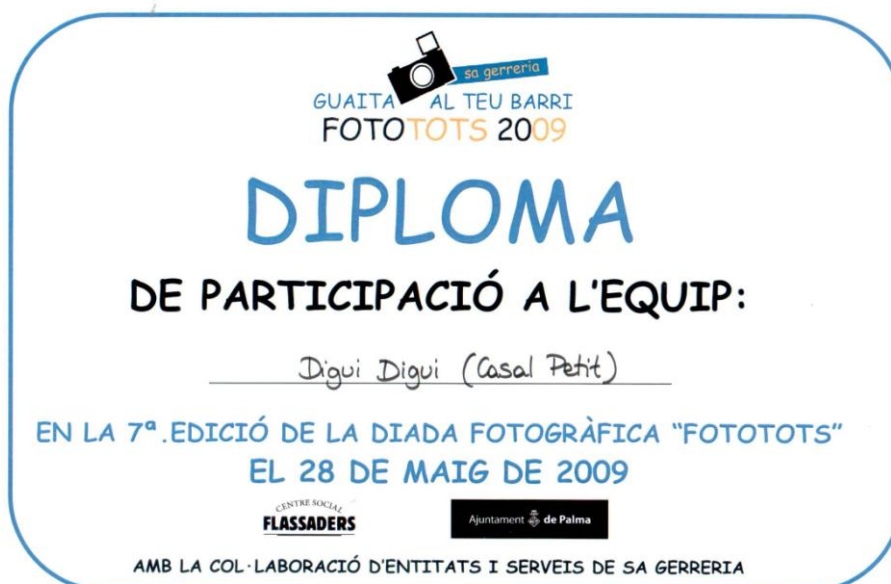 sa gerreria
GUAITA AL TEU BARRI
FOTOTOTS 2009
DIPLOMA
DE PARTICIPACIÓ A L'EQUIP:
Digui Digui (Casal Petit)
EN LA 7ª.EDICIÓ DE LA DIADA FOTOGRÀFICA "FOTOTOTS"
EL 28 DE MAIG DE 2009
CENTRE SOCIAL
FLASSADERS
Ajuntament de Palma
AMB LA COL·LABORACIÓ D'ENTITATS I SERVEIS DE SA GERRERIA